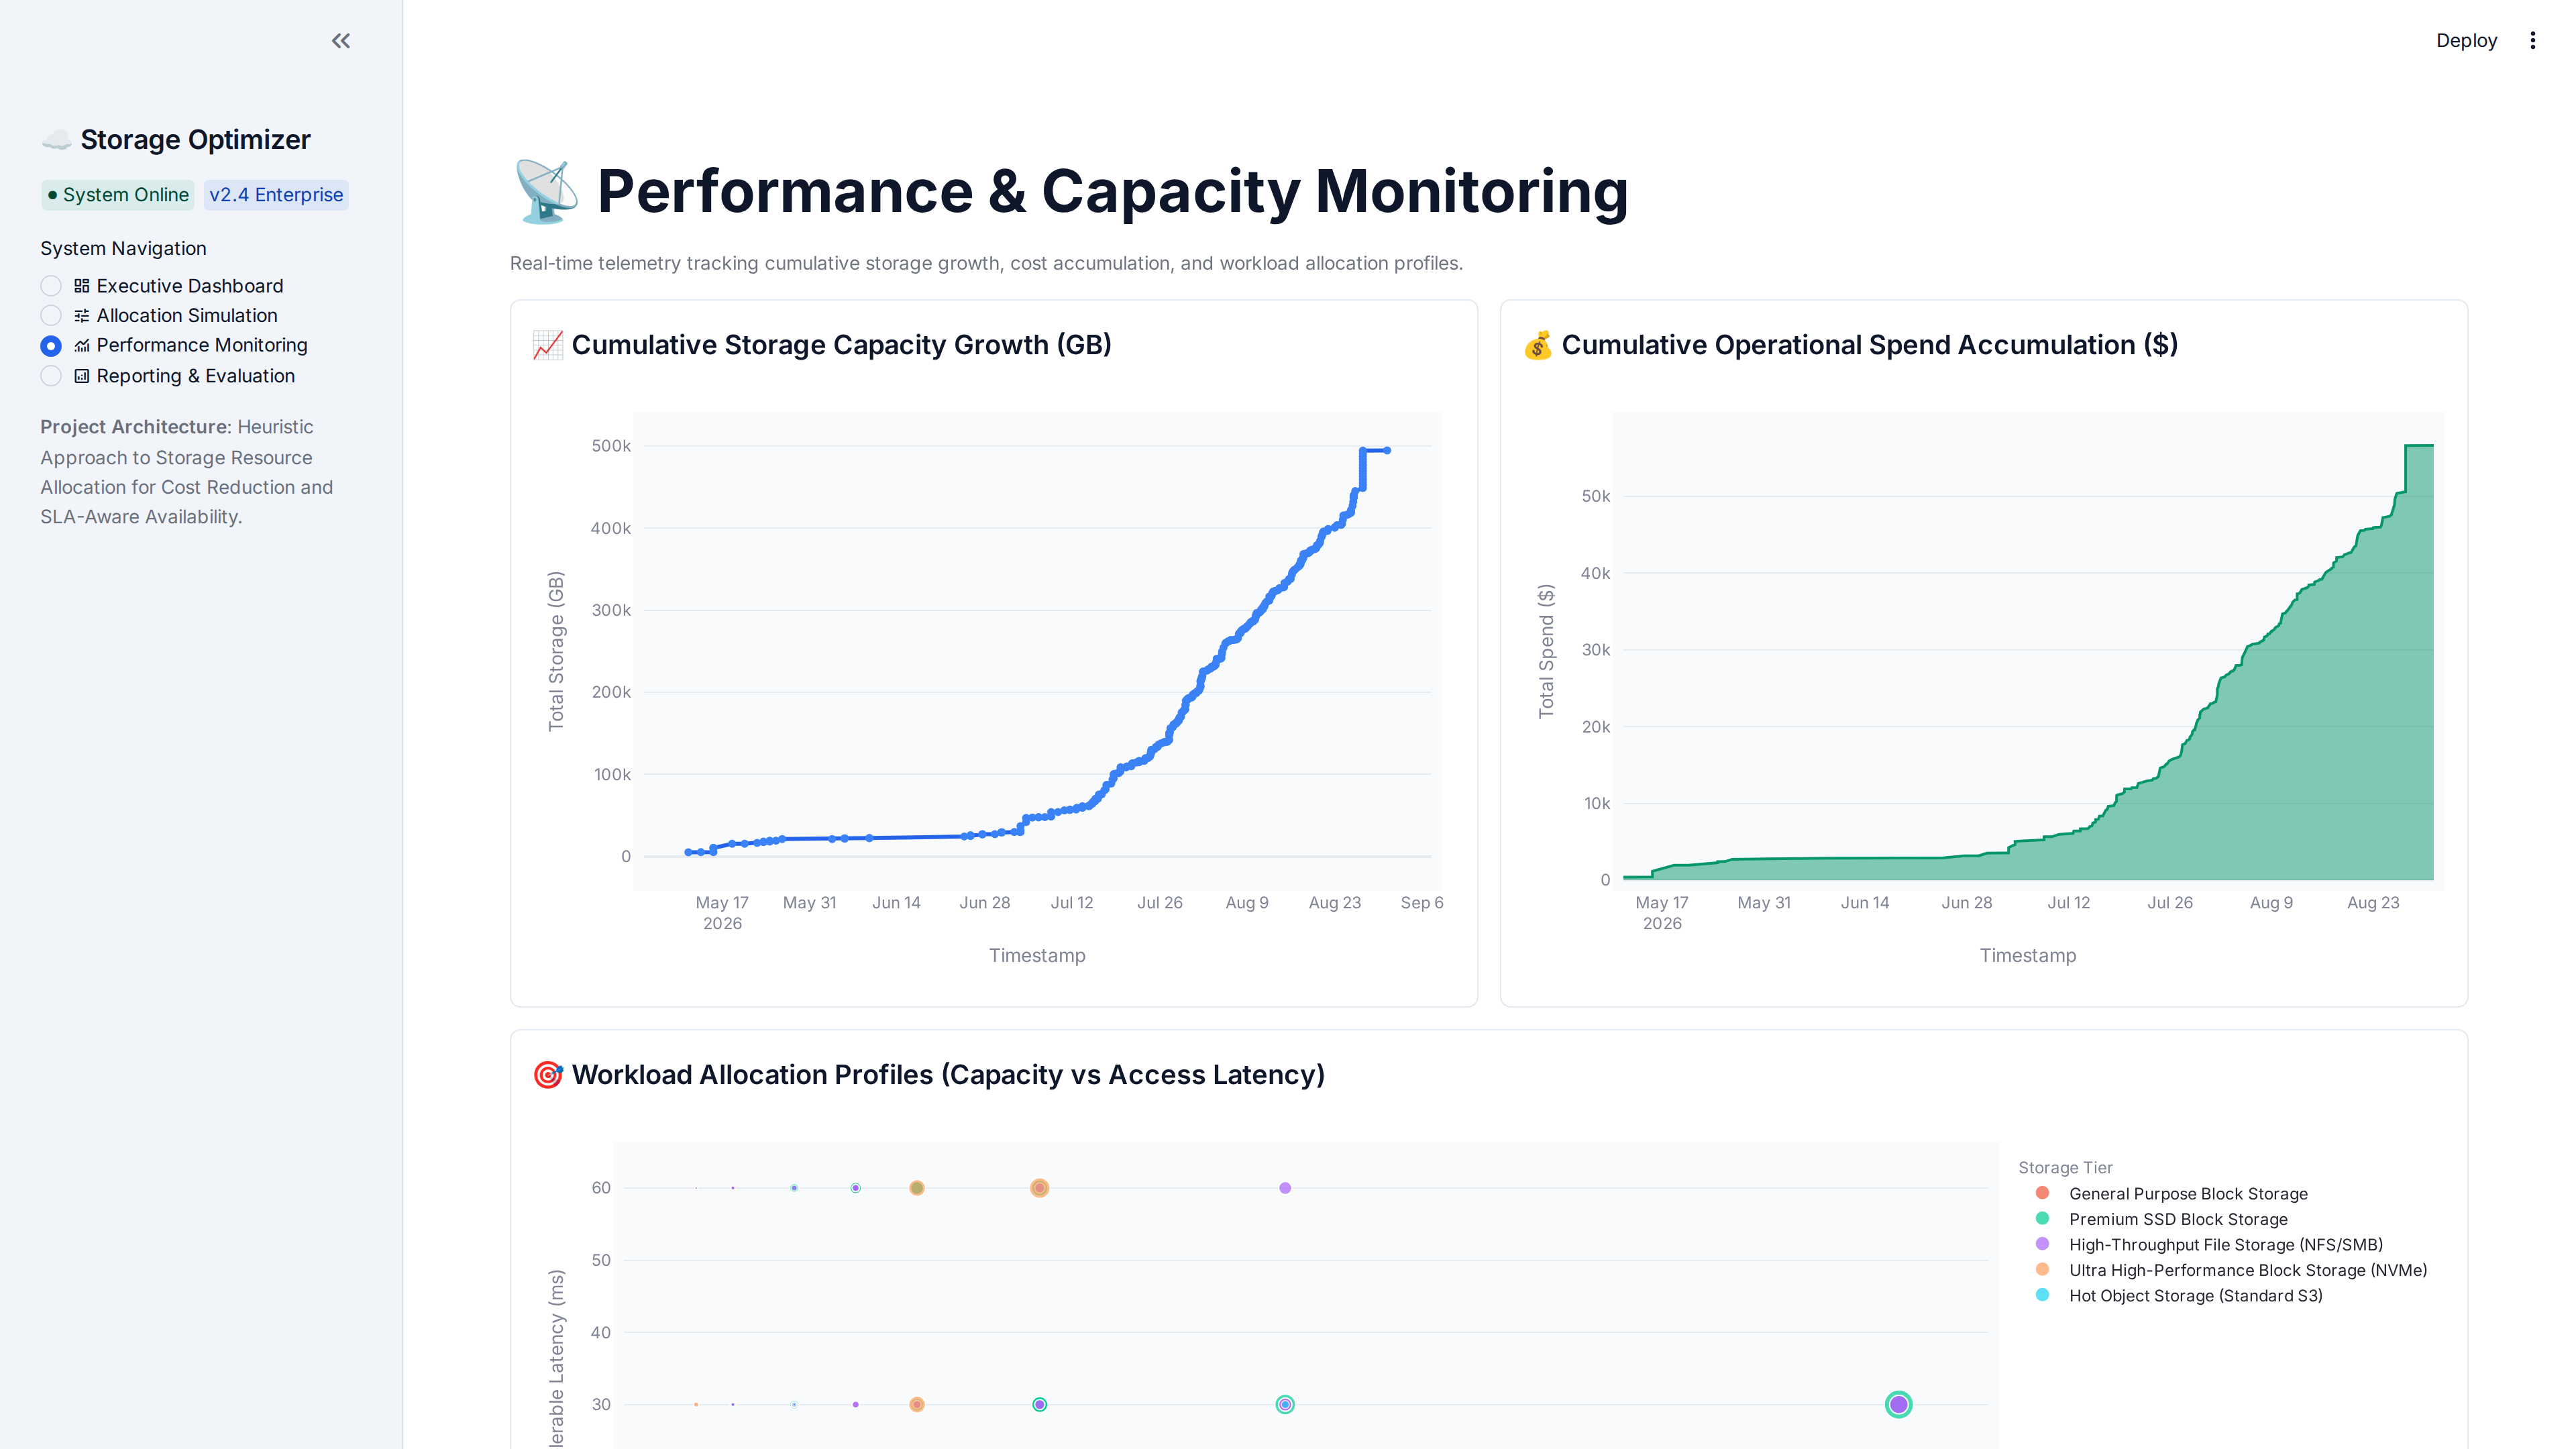 Deploy
Storage Optimizer
System Online
v2.4 Enterprise
System Navigation
Executive Dashboard
Allocation Simulation
Performance Monitoring
Reporting & Evaluation
Project Architecture: Heuristic
Approach to Storage Resource
Allocation for Cost Reduction and
SLA-Aware Availability.
Performance & Capacity Monitoring
Real-time telemetry tracking cumulative storage growth, cost accumulation, and workload allocation profiles.
Cumulative Storage Capacity Growth (GB)
Total Storage (GB)
500k
400k
300k
200k
100k
0
May 17
2026
May 31
Jun 14
Jun 28
Jul 12
Jul 26
Aug 9
Aug 23
Sep 6
Timestamp
Cumulative Operational Spend Accumulation ($)
Total Spend ($)
50k
40k
30k
20k
10k
0
May 17
2026
May 31
Jun 14
Jun 28
Jul 12
Jul 26
Aug 9
Aug 23
Timestamp
Workload Allocation Profiles (Capacity vs Access Latency)
lerable Latency (ms)
60
50
40
30
Storage Tier
General Purpose Block Storage
Premium SSD Block Storage
High-Throughput File Storage (NFS/SMB)
Ultra High-Performance Block Storage (NVMe)
Hot Object Storage (Standard S3)